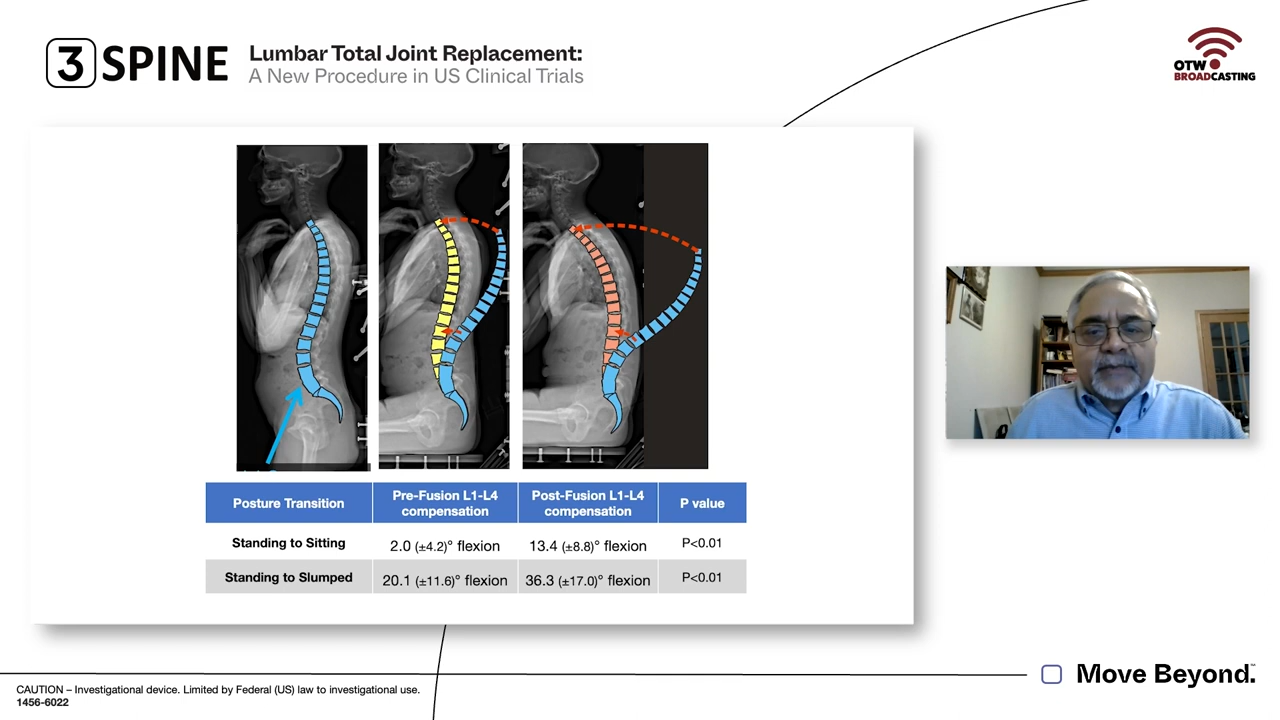 3 SPINE
Lumbar Total Joint Replacement:
A New Procedure in US Clinical Trials
OTW
BROADCASTING
Posture Transition
Pre-Fusion L1-L4
compensation
Post-Fusion L1-L4
compensation
P value
Standing to Sitting
2.0 (±4.2)° flexion
13.4 (±8.8)° flexion
P<0.01
Standing to Slumped
20.1 (±11.6)° flexion
36.3 (±17.0)° flexion
P<0.01
Move Beyond.™
CAUTION – Investigational device. Limited by Federal (US) law to investigational use.
1456-6022